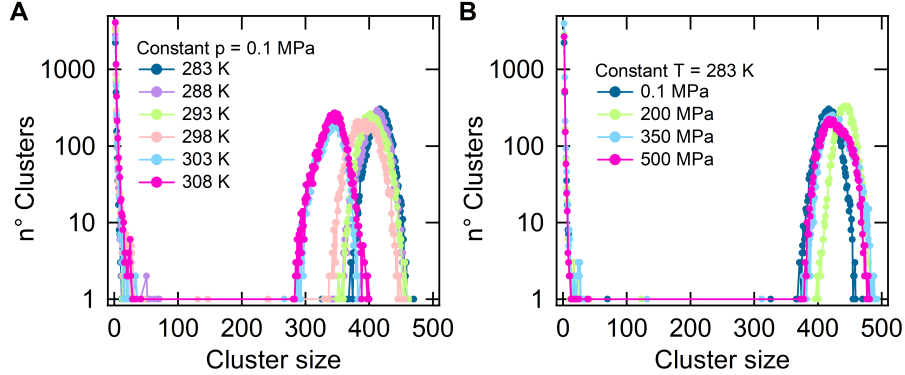 A
n° Clusters
1000
100
10
1
Constant p = 0.1 MPa
283 K
288 K
293 K
298 K
303 K
308 K
0 100 200 300 400 500
Cluster size
B
n° Clusters
1000
100
10
1
Constant T = 283 K
0.1 MPa
200 MPa
350 MPa
500 MPa
0 100 200 300 400 500
Cluster size